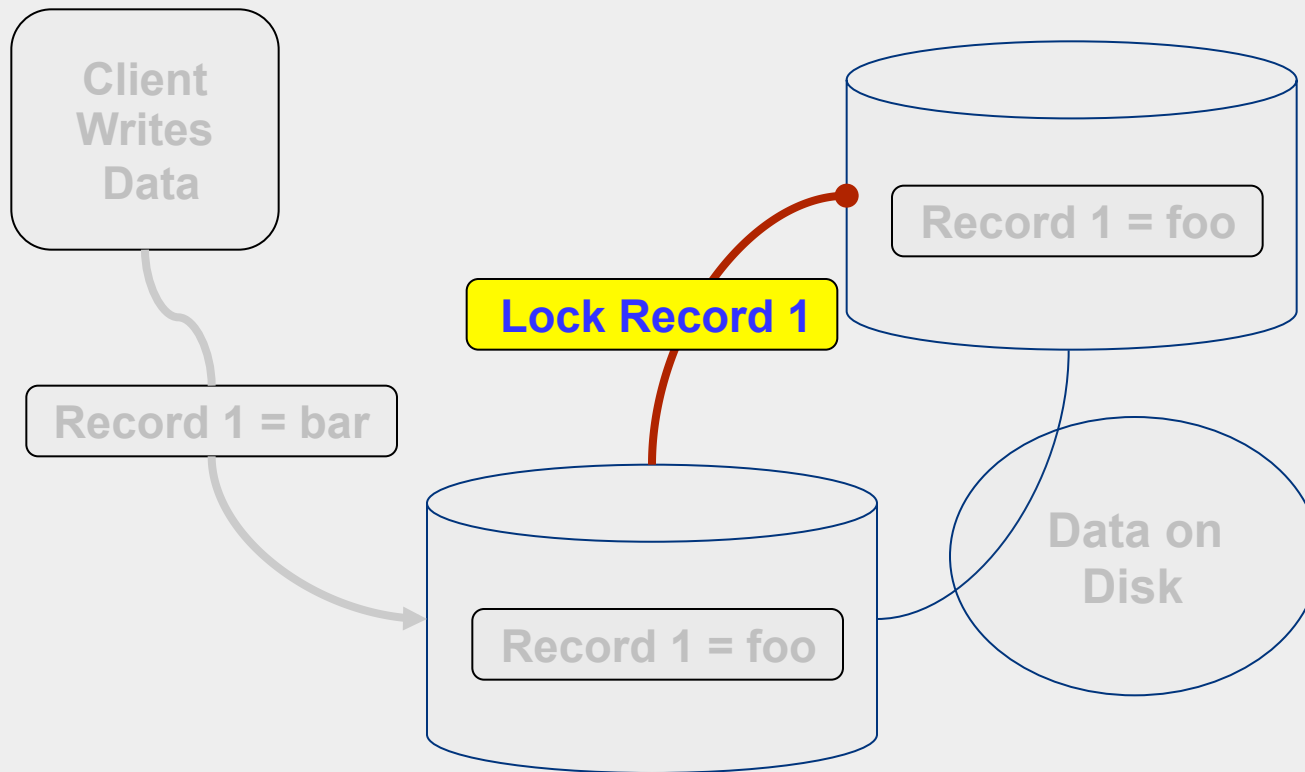 Client
Writes
Data
Record 1 = foo
Lock Record 1
Record 1 = bar
Data on
Disk
Record 1 = foo